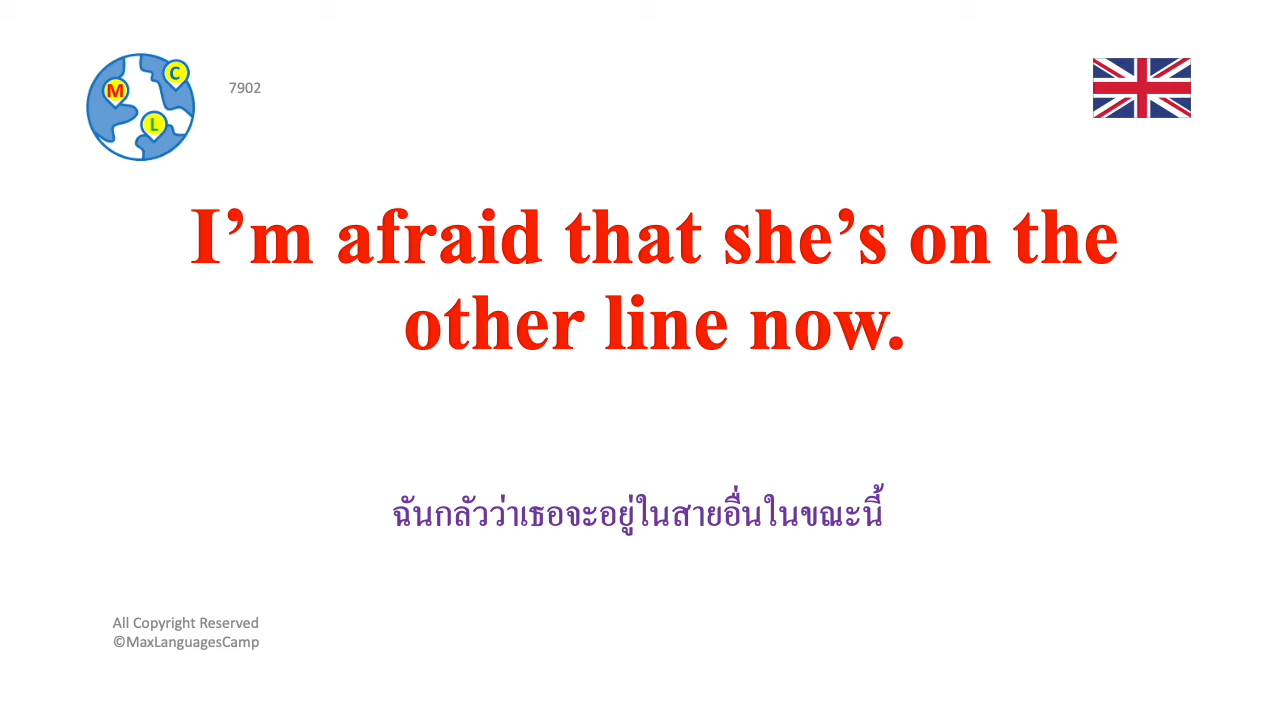 M
C
L
7902
I’m afraid that she’s on the
other line now.
ฉันกลัวว่าเธอจะอยู่ในสายอื่นในขณะนี้
All Copyright Reserved
©MaxLanguagesCamp